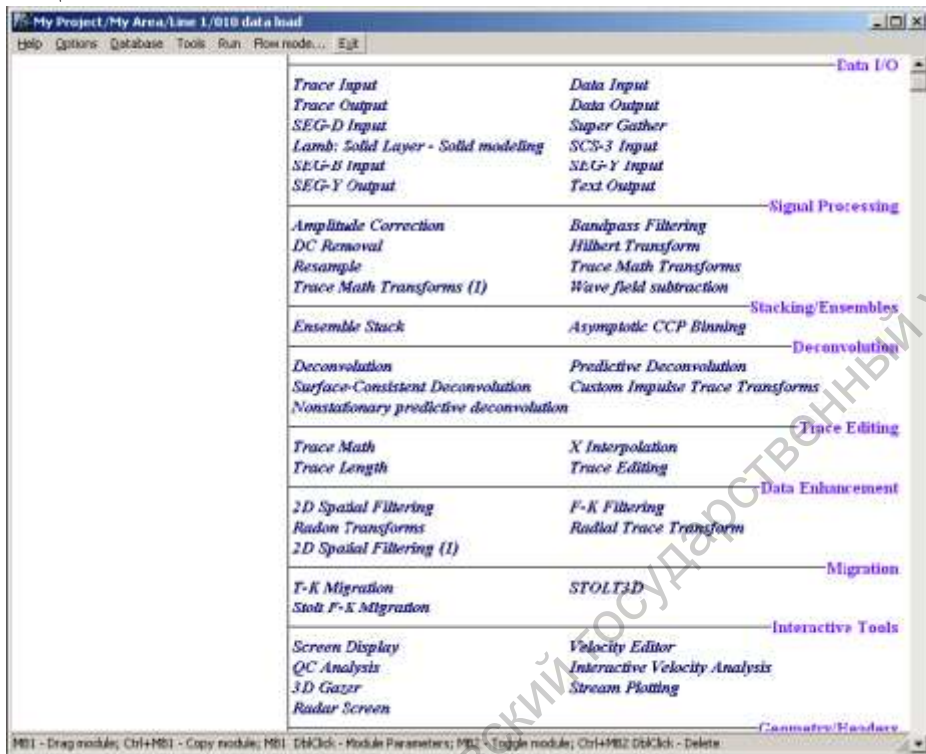 My Project/My Area/Line 1/010 data load
Help Options Database Tools Run Flow mode... Exit
Data I/O
Trace Input Data Input
Trace Output Data Output
SEG-D Input Super Gather
Lamb: Solid Layer - Solid modeling SCS-3 Input
SEG-B Input SEG-Y Input
SEG-Y Output Text Output
Signal Processing
Amplitude Correction Bandpass Filtering
DC Removal Hilbert Transform
Resample Trace Math Transforms
Trace Math Transforms (1) Wave field subtraction
Stacking/Ensembles
Ensemble Stack Asymptotic CCP Binning
Deconvolution
Deconvolution Predictive Deconvolution
Surface-Consistent Deconvolution Custom Impulse Trace Transforms
Nonstationary predictive deconvolution
Trace Editing
Trace Math X Interpolation
Trace Length Trace Editing
Data Enhancement
2D Spatial Filtering F-K Filtering
Radon Transforms Radial Trace Transform
2D Spatial Filtering (1)
Migration
T-K Migration STOLT3D
Stolt F-K Migration
Interactive Tools
Screen Display Velocity Editor
QC Analysis Interactive Velocity Analysis
3D Gazer Stream Plotting
Radar Screen
Geometry/Headers
MB1 - Drag module; Ctrl+MB1 - Copy module; MB1 DblClick - Module Parameters; MB2 - Toggle module; Ctrl+MB2 DblClick - Delete
государственный